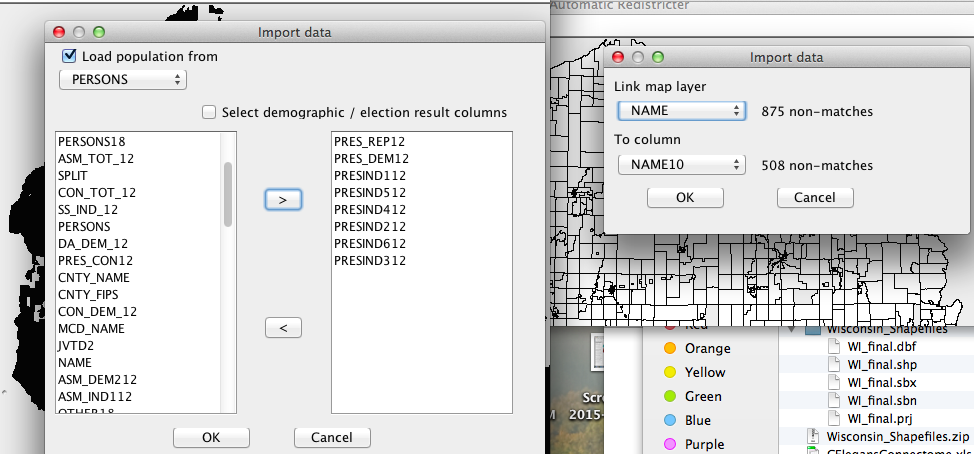 Import data
Load population from
PERSONS
Select demographic / election result columns
PERSONS18
ASM_TOT_12
SPLIT
CON_TOT_12
SS_IND_12
PERSONS
DA_DEM_12
PRES_CON12
CNTY_NAME
CNTY_FIPS
CON_DEM_12
MCD_NAME
JVTD2
NAME
ASM_DEM212
ASM_IND112
OTHER18
>
<
PRES_REP12
PRES_DEM12
PRESIND112
PRESIND512
PRESIND412
PRESIND212
PRESIND612
PRESIND312
OK
Cancel
Automatic Redistricter
Import data
Link map layer
NAME
875 non-matches
To column
NAME10
508 non-matches
OK
Cancel
Red
Orange
Yellow
Green
Blue
Purple
Scre
2015-
Wisconsin_Shapefiles
WI_final.dbf
WI_final.shp
WI_final.sbx
WI_final.sbn
WI_final.prj
Wisconsin_Shapefiles.zip
CElegansConnectome.xls